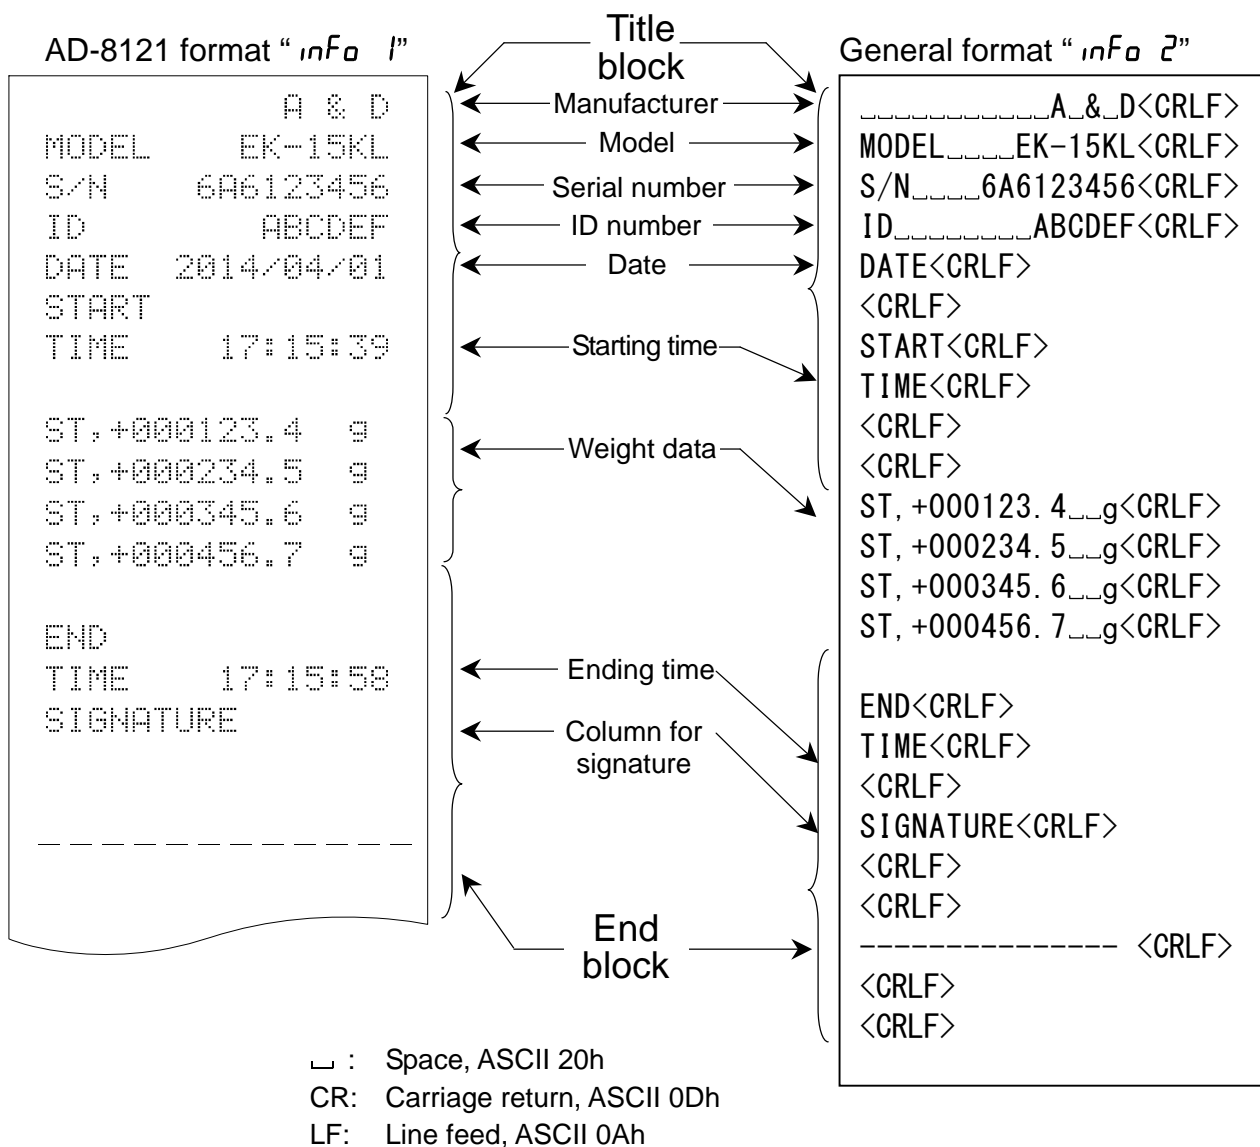 AD-8121 format “ info 1”
A & D
MODEL EK-15KL
S/N 6A6123456
ID ABCDEF
DATE 2014/04/01
START
TIME 17:15:39
ST,+000123.4 g
ST,+000234.5 g
ST,+000345.6 g
ST,+000456.7 g
END
TIME 17:15:58
SIGNATURE
_ _ _ _ _ _ _ _ _ _ _ _
Title
block
Manufacturer
Model
Serial number
ID number
Date
Starting time
Weight data
Ending time
Column for
signature
End
block
General format “ info 2”
␣␣␣␣␣␣␣␣␣␣␣A␣&␣D<CRLF>
MODEL␣␣␣␣EK-15KL<CRLF>
S/N␣␣␣␣6A6123456<CRLF>
ID␣␣␣␣␣␣␣␣ABCDEF<CRLF>
DATE<CRLF>
<CRLF>
START<CRLF>
TIME<CRLF>
<CRLF>
<CRLF>
ST,+000123.4␣␣g<CRLF>
ST,+000234.5␣␣g<CRLF>
ST,+000345.6␣␣g<CRLF>
ST,+000456.7␣␣g<CRLF>
END<CRLF>
TIME<CRLF>
<CRLF>
SIGNATURE<CRLF>
<CRLF>
<CRLF>
--------------- <CRLF>
<CRLF>
<CRLF>
␣ : Space, ASCII 20h
CR: Carriage return, ASCII 0Dh
LF: Line feed, ASCII 0Ah